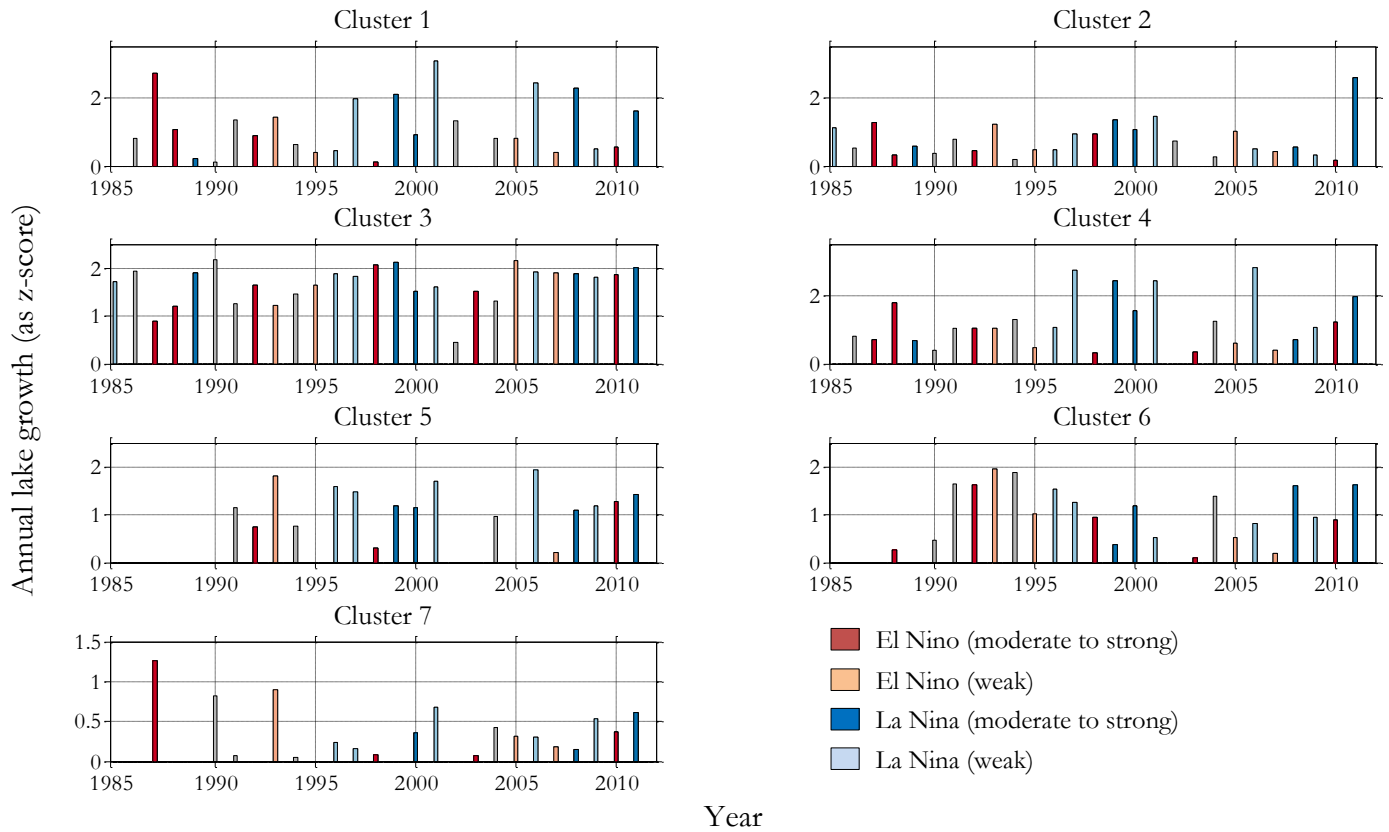 Cluster 1
2
0
1985 1990 1995 2000 2005 2010
Cluster 2
2
0
1985 1990 1995 2000 2005 2010
Cluster 3
2
1
0
1985 1990 1995 2000 2005 2010
Cluster 4
2
0
1985 1990 1995 2000 2005 2010
Cluster 5
2
1
0
1985 1990 1995 2000 2005 2010
Cluster 6
2
1
0
1985 1990 1995 2000 2005 2010
Cluster 7
1.5
1
0.5
0
1985 1990 1995 2000 2005 2010
El Nino (moderate to strong)
El Nino (weak)
La Nina (moderate to strong)
La Nina (weak)
Annual lake growth (as z-score)
Year